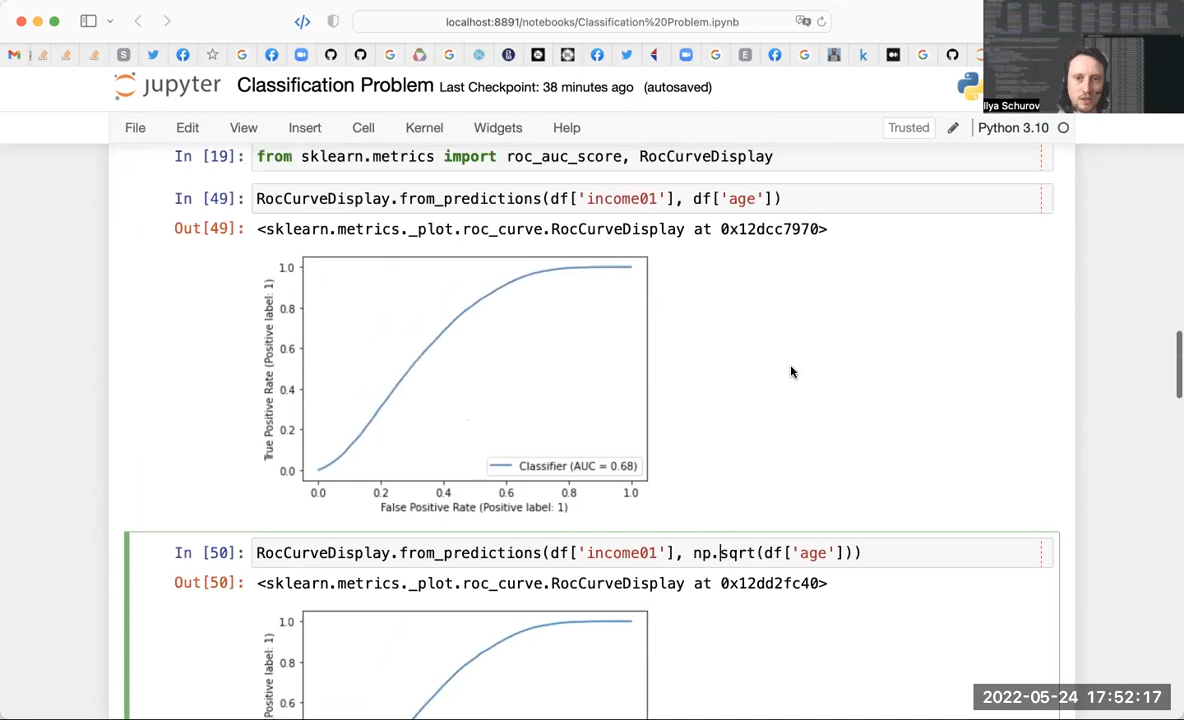 localhost:8891/notebooks/Classification%20Problem.ipynb
jupyter Classification Problem Last Checkpoint: 38 minutes ago (autosaved)
Ilya Schurov
File Edit View Insert Cell Kernel Widgets Help Trusted Python 3.10
In [19]: from sklearn.metrics import roc_auc_score, RocCurveDisplay
In [49]: RocCurveDisplay.from_predictions(df['income01'], df['age'])
Out[49]: <sklearn.metrics._plot.roc_curve.RocCurveDisplay at 0x12dcc7970>
True Positive Rate (Positive label: 1)
1.0
0.8
0.6
0.4
0.2
0.0
Classifier (AUC = 0.68)
0.0 0.2 0.4 0.6 0.8 1.0
False Positive Rate (Positive label: 1)
In [50]: RocCurveDisplay.from_predictions(df['income01'], np.sqrt(df['age']))
Out[50]: <sklearn.metrics._plot.roc_curve.RocCurveDisplay at 0x12dd2fc40>
1.0
0.8
0.6
Positive label: 1)
2022-05-24 17:52:17